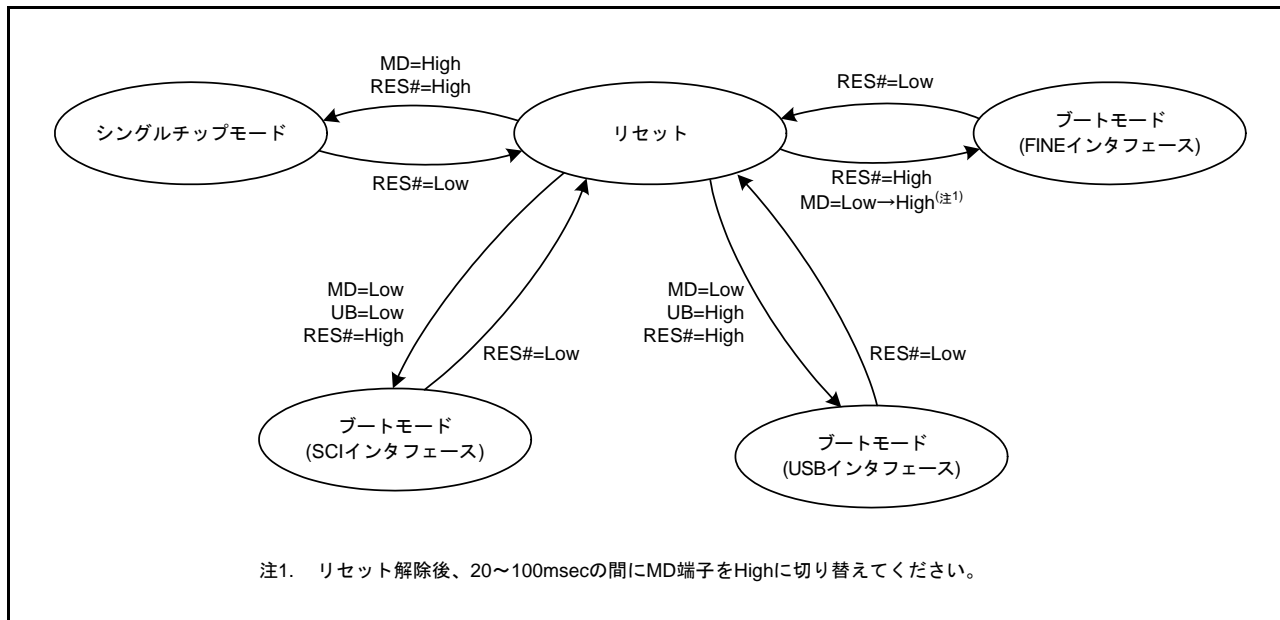 MD=High
RES#=High
シングルチップモード
RES#=Low
リセット
RES#=Low
ブートモード
(FINEインタフェース)
RES#=High
MD=Low→High(注1)
MD=Low
UB=Low
RES#=High
RES#=Low
ブートモード
(SCIインタフェース)
MD=Low
UB=High
RES#=High
RES#=Low
ブートモード
(USBインタフェース)
注1. リセット解除後、20～100msecの間にMD端子をHighに切り替えてください。